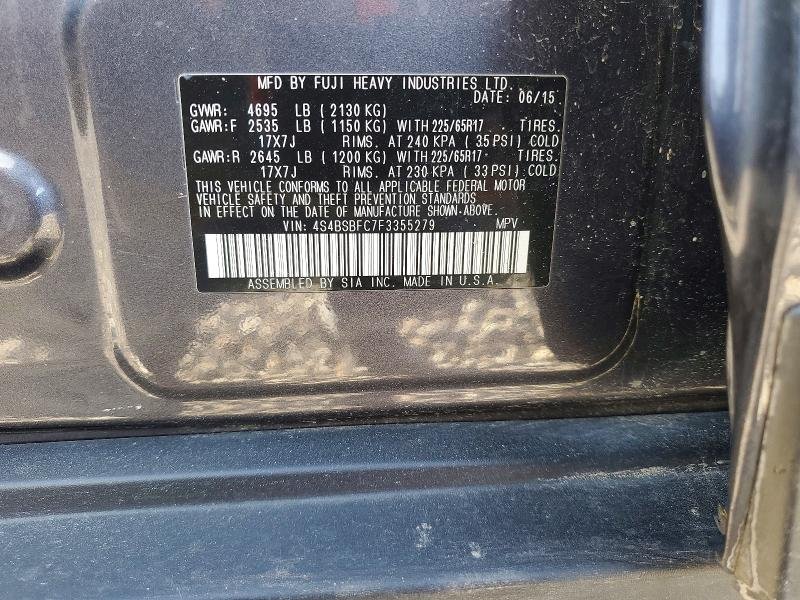 MFD BY FUJI HEAVY INDUSTRIES LTD.
DATE: 06/15
GVWR: 4695 LB (2130 KG)
GAWR:F 2535 LB (1150 KG) WITH 225/65R17 TIRES.
17X7J RIMS. AT 240 KPA (35 PSI) COLD
GAWR:R 2645 LB (1200 KG) WITH 225/65R17 TIRES.
17X7J RIMS. AT 230 KPA (33 PSI) COLD
THIS VEHICLE CONFORMS TO ALL APPLICABLE FEDERAL MOTOR
VEHICLE SAFETY AND THEFT PREVENTION STANDARDS
IN EFFECT ON THE DATE OF MANUFACTURE SHOWN ABOVE
VIN: 4S4BSBFC7F3355279 MPV
ASSEMBLED BY SIA INC. MADE IN U.S.A.